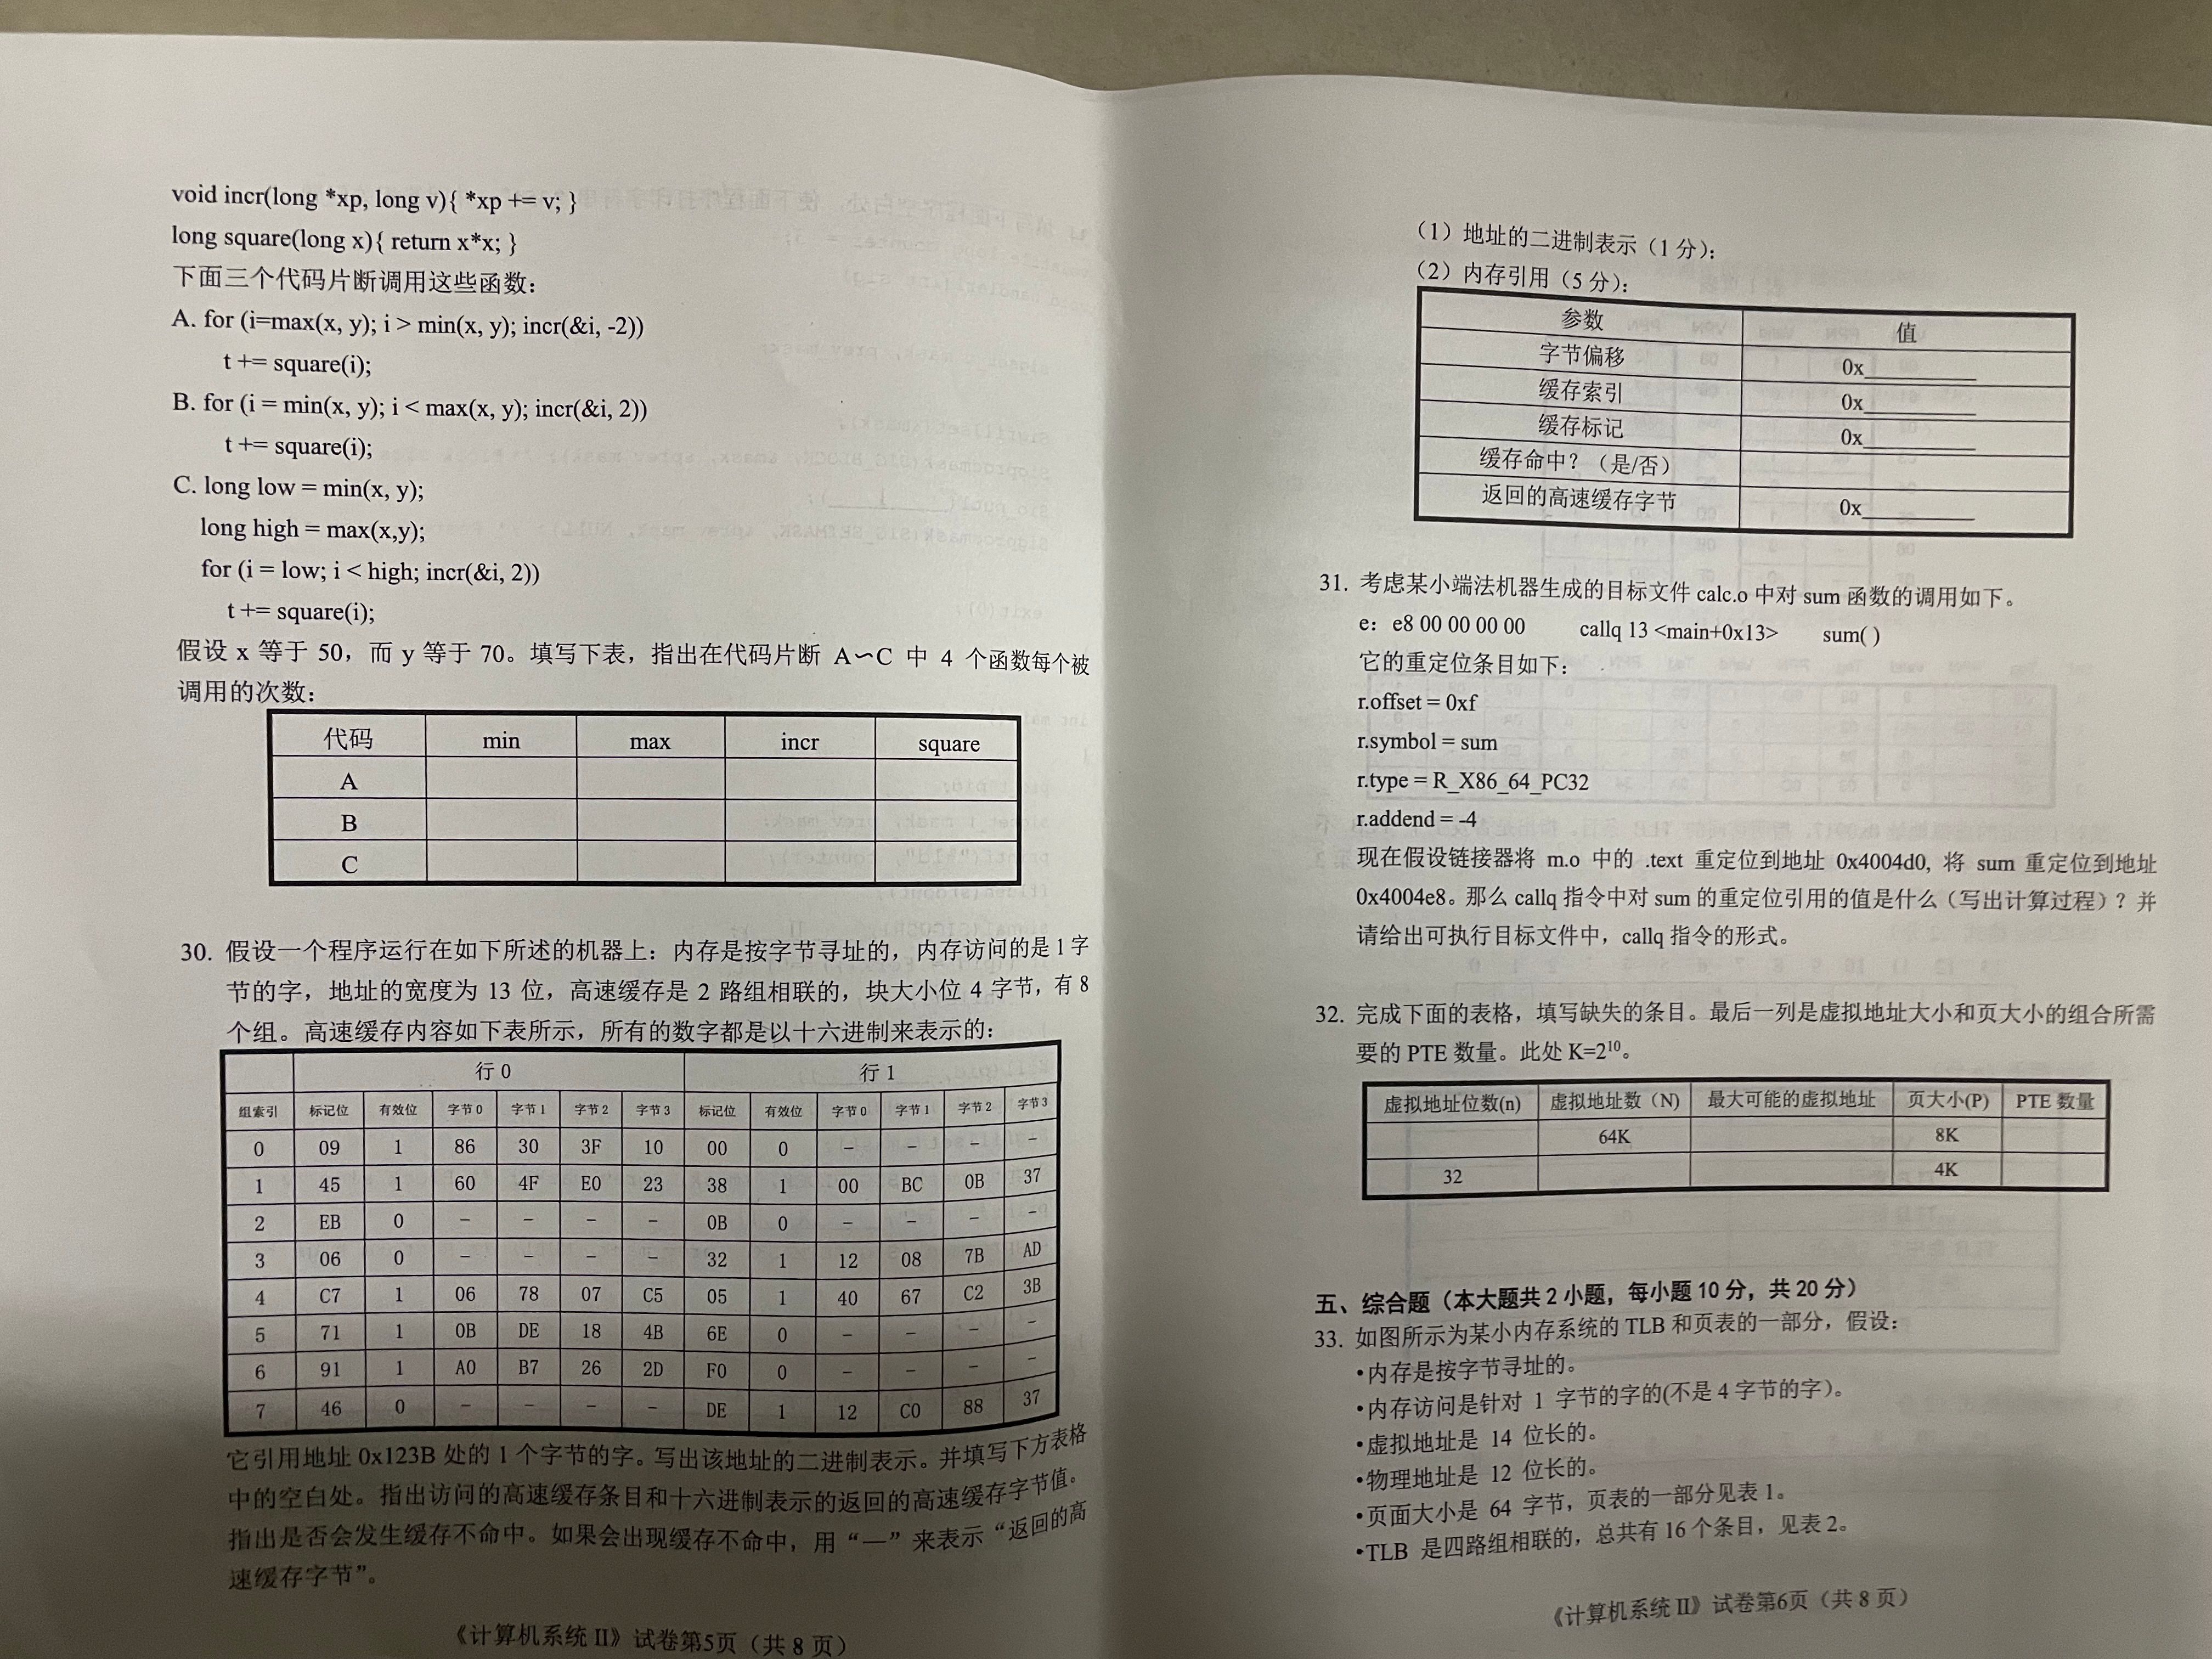 void incr(long *xp, long v){ *xp += v; }
long square(long x){ return x*x; }
下面三个代码片断调用这些函数：
A. for (i=max(x, y); i > min(x, y); incr(&i, -2))
t += square(i);
B. for (i = min(x, y); i < max(x, y); incr(&i, 2))
t += square(i);
C. long low = min(x, y);
long high = max(x,y);
for (i = low; i < high; incr(&i, 2))
t += square(i);
假设 x 等于 50，而 y 等于 70。填写下表，指出在代码片断 A∽C 中 4 个函数每个被
调用的次数：
代码 min max incr square
A
B
C
30. 假设一个程序运行在如下所述的机器上：内存是按字节寻址的，内存访问的是 1 字
节的字，地址的宽度为 13 位，高速缓存是 2 路组相联的，块大小位 4 字节，有 8
个组。高速缓存内容如下表所示，所有的数字都是以十六进制来表示的：
行 0 行 1
组索引 标记位 有效位 字节 0 字节 1 字节 2 字节 3 标记位 有效位 字节 0 字节 1 字节 2 字节 3
0 09 1 86 30 3F 10 00 0 – – – –
1 45 1 60 4F E0 23 38 1 00 BC 0B 37
2 EB 0 – – – – 0B 0 – – – –
3 06 0 – – – – 32 1 12 08 7B AD
4 C7 1 06 78 07 C5 05 1 40 67 C2 3B
5 71 1 0B DE 18 4B 6E 0 – – – –
6 91 1 A0 B7 26 2D F0 0 – – – –
7 46 0 – – – – DE 1 12 C0 88 37
它引用地址 0x123B 处的 1 个字节的字。写出该地址的二进制表示。并填写下方表格
中的空白处。指出访问的高速缓存条目和十六进制表示的返回的高速缓存字节值。
指出是否会发生缓存不命中。如果会出现缓存不命中，用“—”来表示“返回的高
速缓存字节”。
《计算机系统 II》试卷第5页（共 8 页）
（1）地址的二进制表示（1 分）：
（2）内存引用（5 分）：
参数 值
字节偏移 0x__________
缓存索引 0x__________
缓存标记 0x__________
缓存命中？（是/否）
返回的高速缓存字节 0x__________
31. 考虑某小端法机器生成的目标文件 calc.o 中对 sum 函数的调用如下。
e： e8 00 00 00 00 callq 13 <main+0x13> sum( )
它的重定位条目如下：
r.offset = 0xf
r.symbol = sum
r.type = R_X86_64_PC32
r.addend = -4
现在假设链接器将 m.o 中的 .text 重定位到地址 0x4004d0, 将 sum 重定位到地址
0x4004e8。那么 callq 指令中对 sum 的重定位引用的值是什么（写出计算过程）？并
请给出可执行目标文件中，callq 指令的形式。
32. 完成下面的表格，填写缺失的条目。最后一列是虚拟地址大小和页大小的组合所需
要的 PTE 数量。此处 K=2¹⁰。
虚拟地址位数(n) 虚拟地址数（N) 最大可能的虚拟地址 页大小(P) PTE 数量
64K 8K
32 4K
五、综合题（本大题共 2 小题，每小题 10 分，共 20 分）
33. 如图所示为某小内存系统的 TLB 和页表的一部分，假设：
•内存是按字节寻址的。
•内存访问是针对 1 字节的字的(不是 4 字节的字）。
•虚拟地址是 14 位长的。
•物理地址是 12 位长的。
•页面大小是 64 字节，页表的一部分见表 1。
•TLB 是四路组相联的，总共有 16 个条目，见表 2。
《计算机系统 II》试卷第6页（共 8 页）